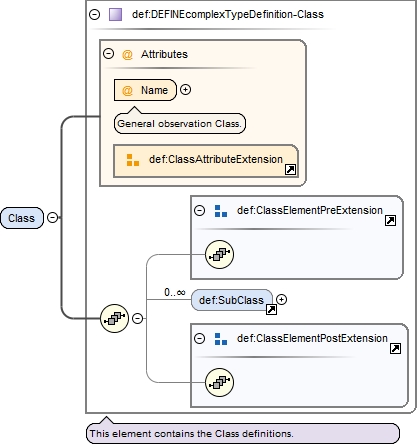 def:DEFINEcomplexTypeDefinition-Class
Attributes
@ Name
General observation Class.
def:ClassAttributeExtension
Class
def:ClassElementPreExtension
0..∞
def:SubClass
def:ClassElementPostExtension
This element contains the Class definitions.